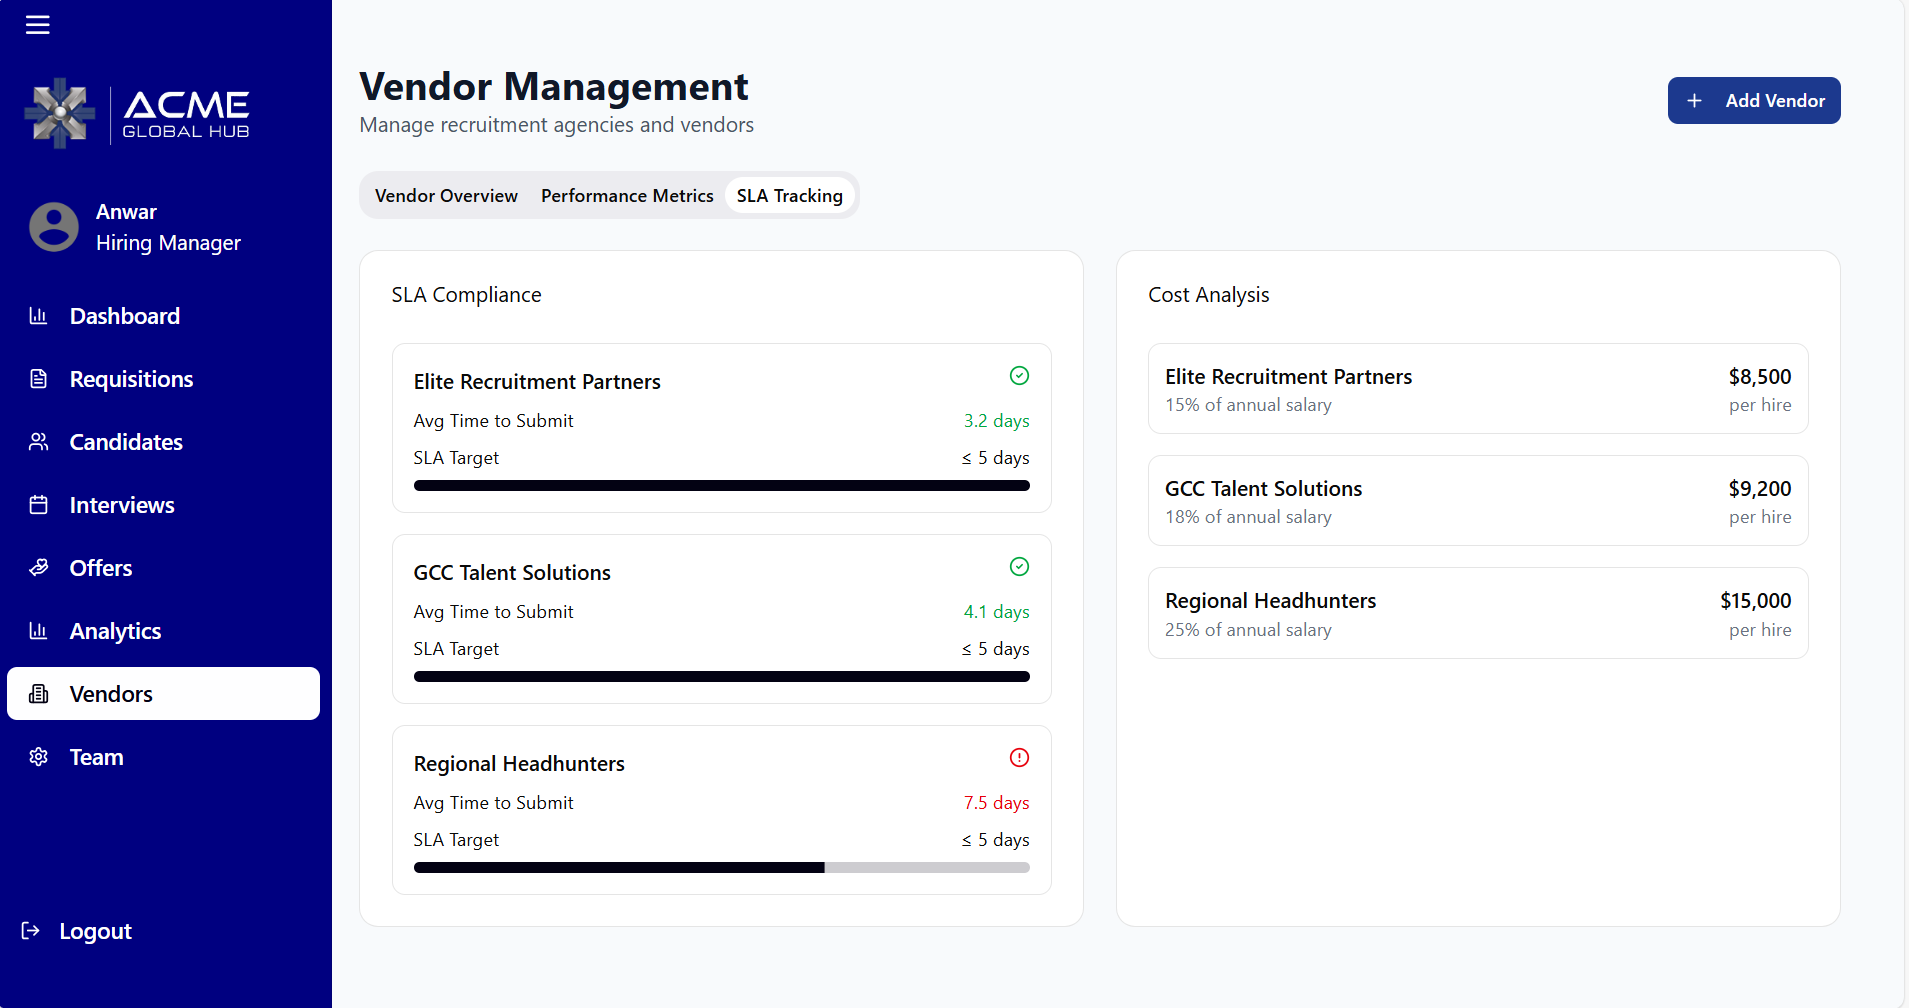 ACME
GLOBAL HUB
Anwar
Hiring Manager
Dashboard
Requisitions
Candidates
Interviews
Offers
Analytics
Vendors
Team
Logout
Vendor Management
Manage recruitment agencies and vendors
Add Vendor
Vendor Overview Performance Metrics SLA Tracking
SLA Compliance
Elite Recruitment Partners
Avg Time to Submit 3.2 days
SLA Target ≤ 5 days
GCC Talent Solutions
Avg Time to Submit 4.1 days
SLA Target ≤ 5 days
Regional Headhunters
Avg Time to Submit 7.5 days
SLA Target ≤ 5 days
Cost Analysis
Elite Recruitment Partners $8,500
15% of annual salary per hire
GCC Talent Solutions $9,200
18% of annual salary per hire
Regional Headhunters $15,000
25% of annual salary per hire